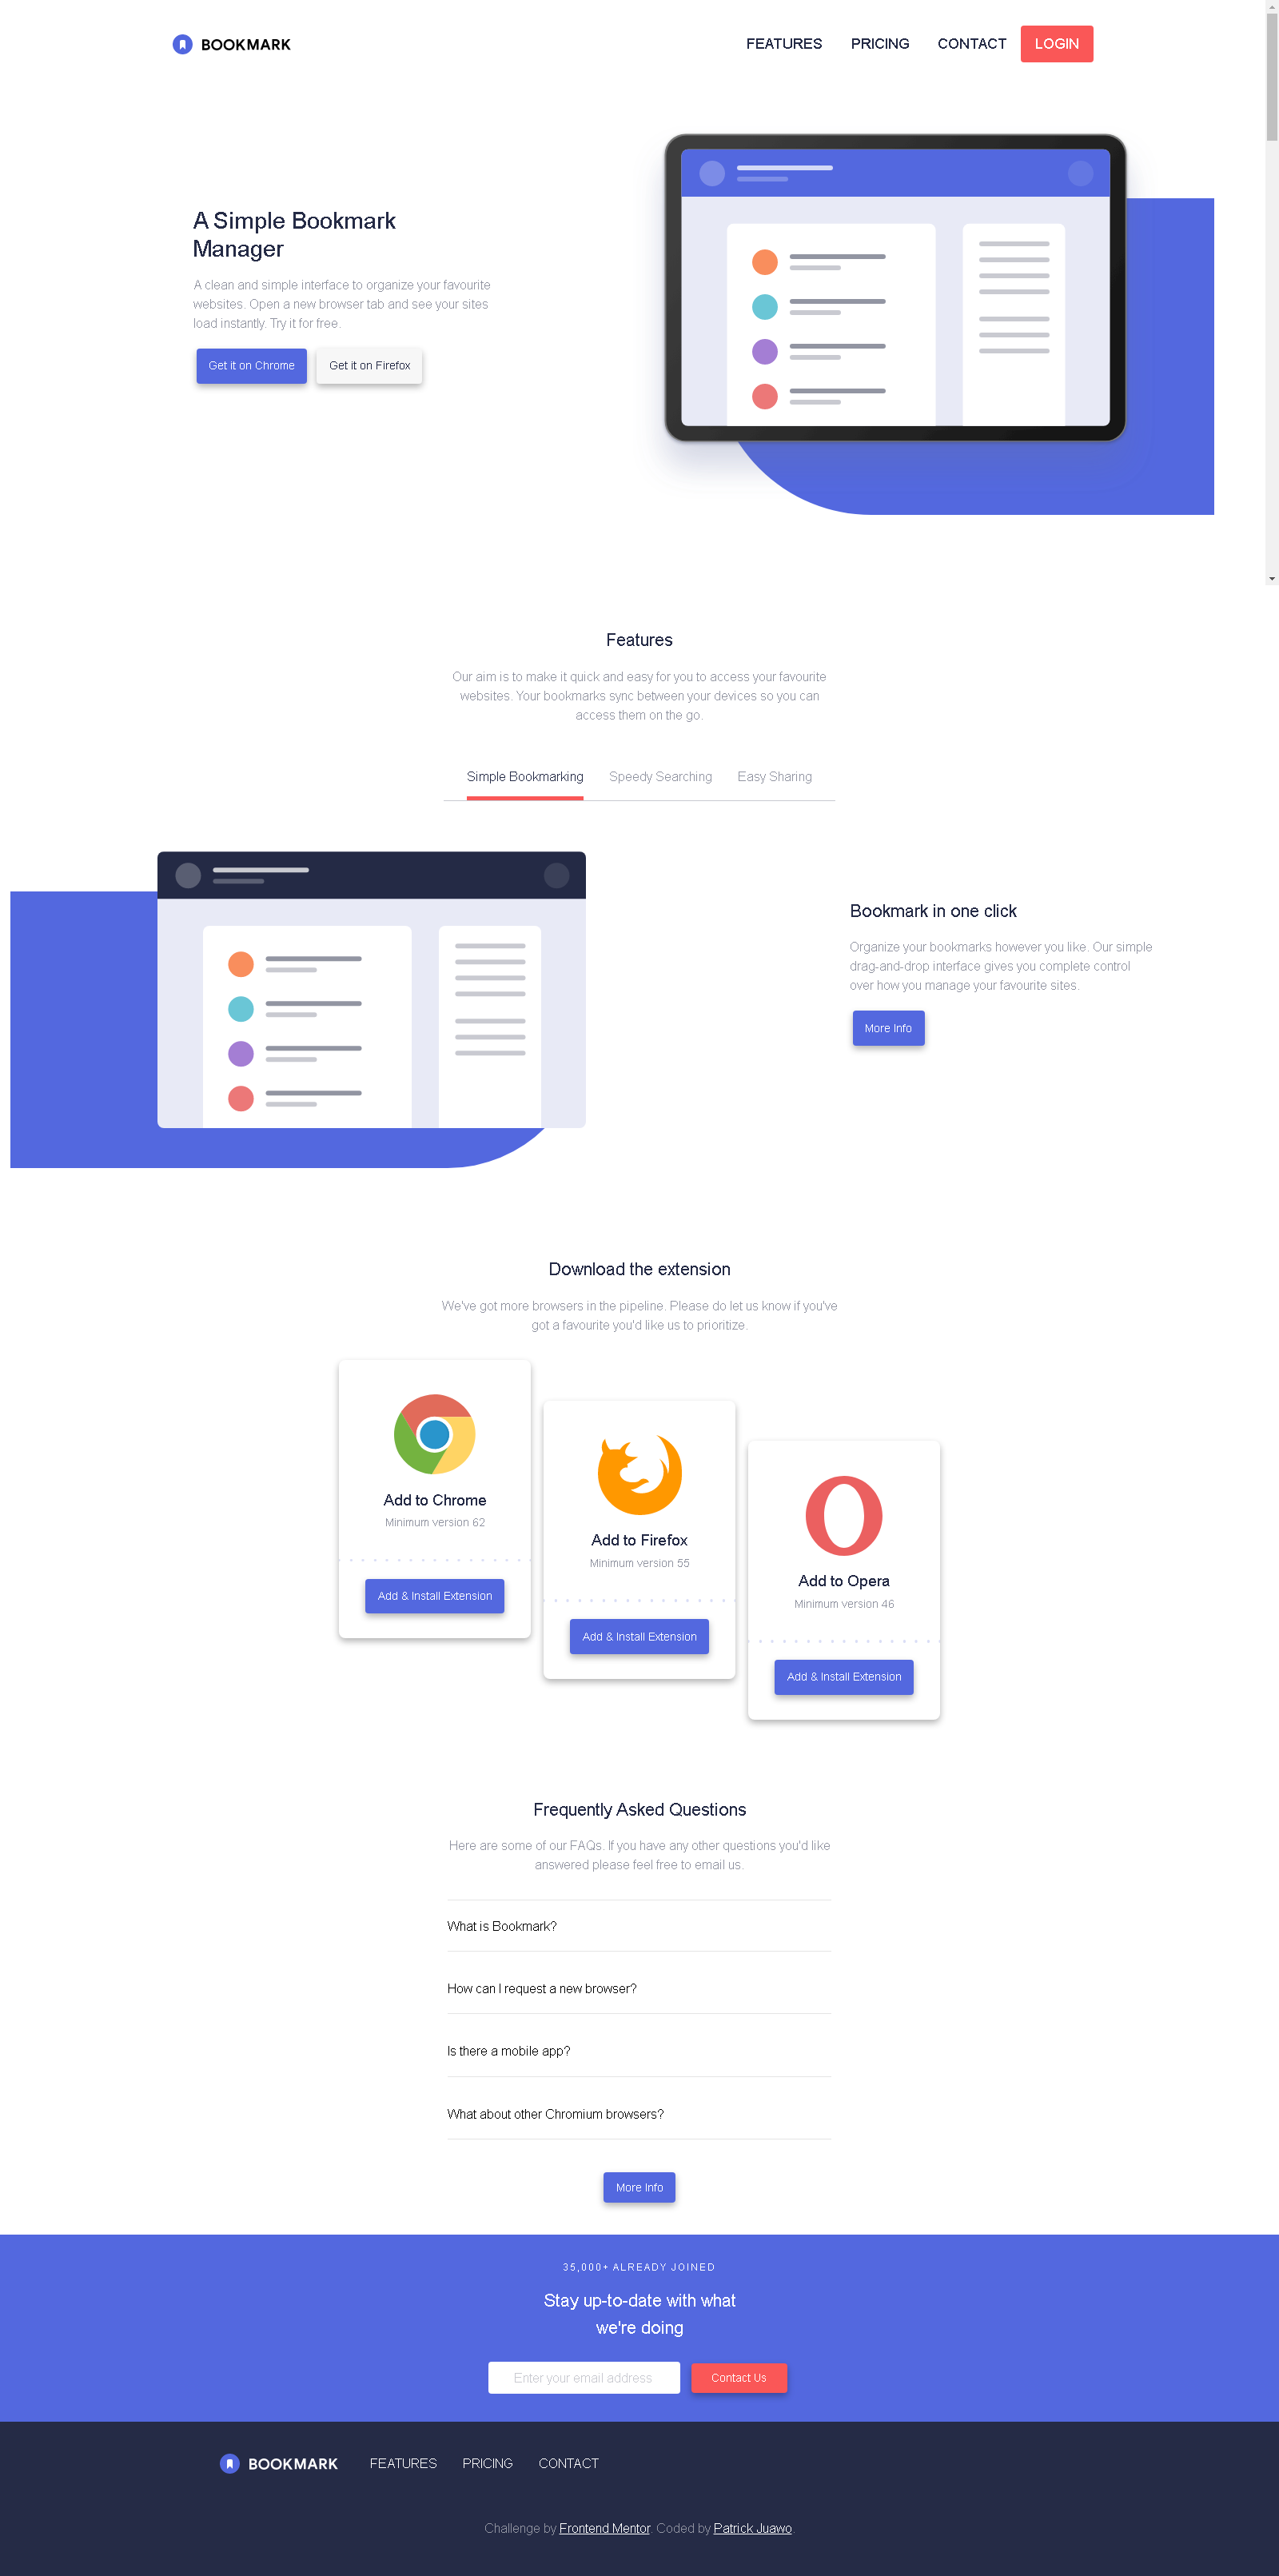 BOOKMARK
FEATURES PRICING CONTACT LOGIN
A Simple Bookmark
Manager
A clean and simple interface to organize your favourite
websites. Open a new browser tab and see your sites
load instantly. Try it for free.
Get it on Chrome Get it on Firefox
Features
Our aim is to make it quick and easy for you to access your favourite
websites. Your bookmarks sync between your devices so you can
access them on the go.
Simple Bookmarking Speedy Searching Easy Sharing
Bookmark in one click
Organize your bookmarks however you like. Our simple
drag-and-drop interface gives you complete control
over how you manage your favourite sites.
More Info
Download the extension
We've got more browsers in the pipeline. Please do let us know if you've
got a favourite you'd like us to prioritize.
Add to Chrome
Minimum version 62
Add & Install Extension
Add to Firefox
Minimum version 55
Add & Install Extension
Add to Opera
Minimum version 46
Add & Install Extension
Frequently Asked Questions
Here are some of our FAQs. If you have any other questions you'd like
answered please feel free to email us.
What is Bookmark?
How can I request a new browser?
Is there a mobile app?
What about other Chromium browsers?
More Info
35,000+ ALREADY JOINED
Stay up-to-date with what
we're doing
Enter your email address Contact Us
BOOKMARK FEATURES PRICING CONTACT
Challenge by Frontend Mentor. Coded by Patrick Juawo.